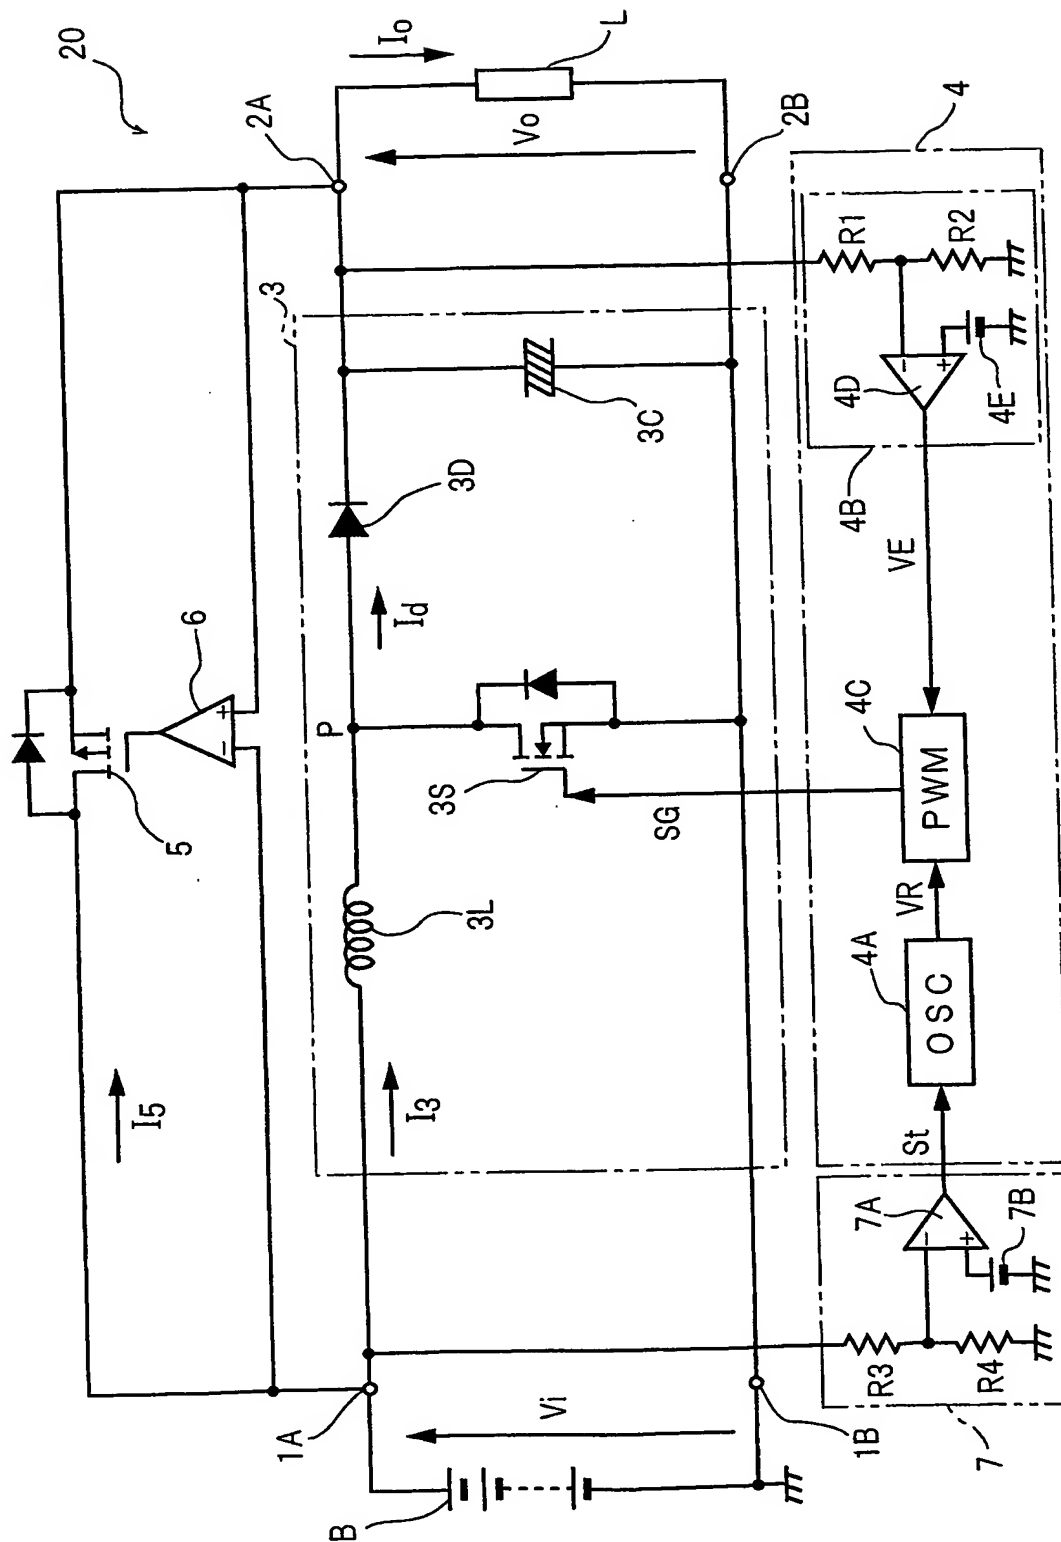 20
2A
Io
L
Vo
2B
6
5
I5
3
3D
3C
Id
P
3S
3L
SG
I3
1A
Vi
B
1B
4
R1
R2
4D
4E
4B
VE
4C
PWM
VR
4A
OSC
St
7A
7B
R3
R4
7
-
+
-
+
-
+